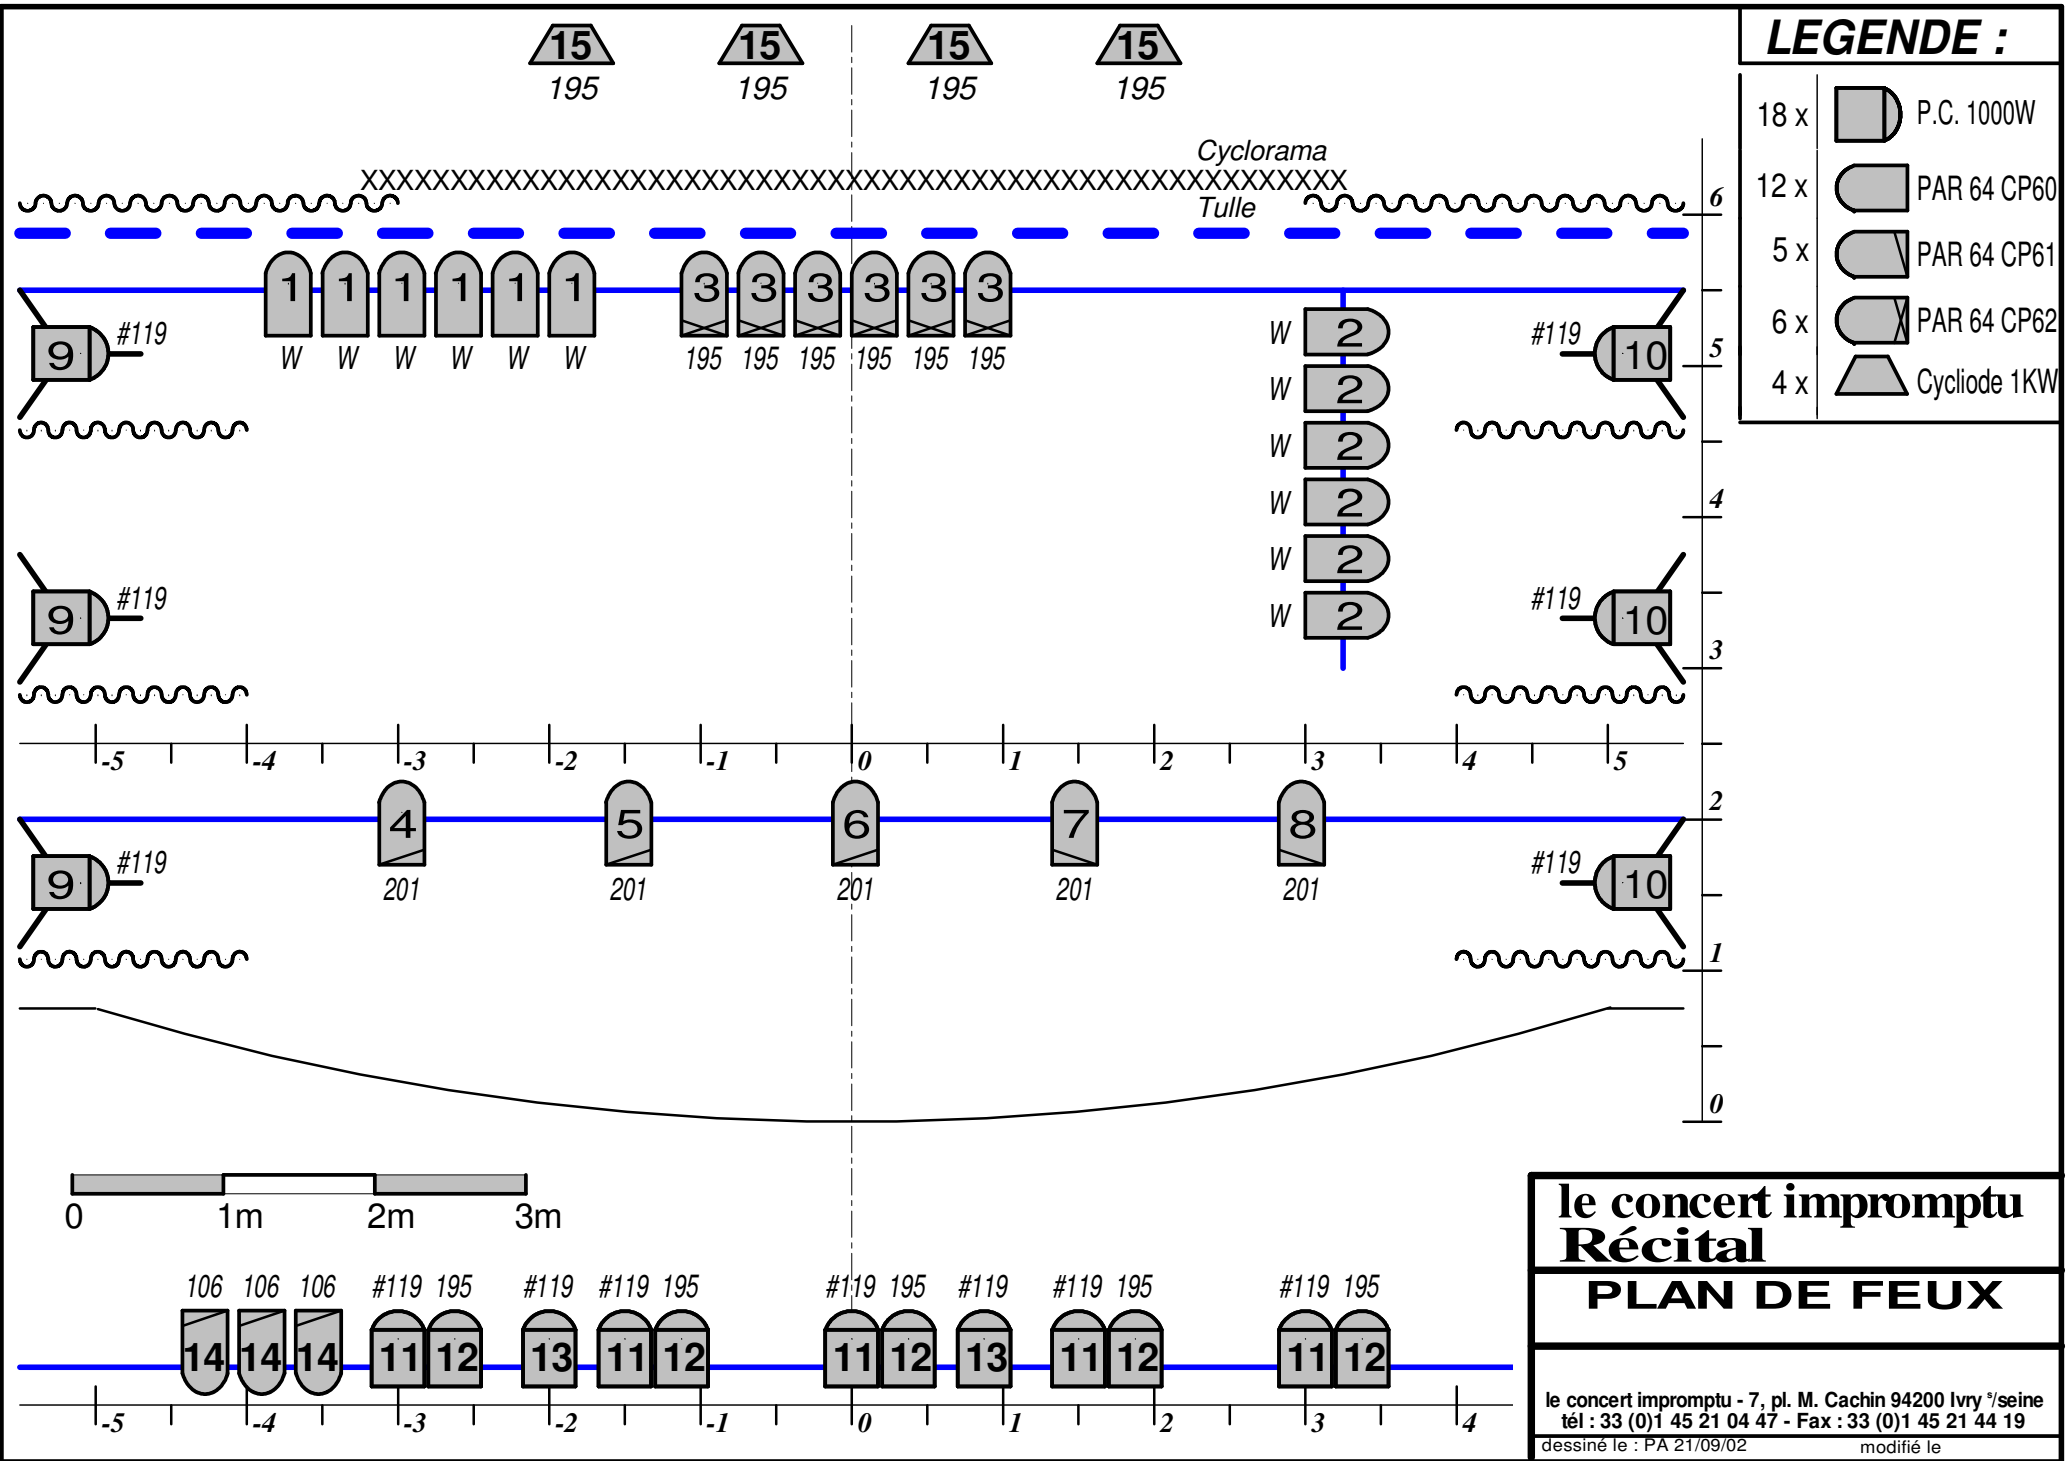 15 15 15 15
195 195 195 195
LEGENDE :
18 x P.C. 1000W
12 x PAR 64 CP60
5 x PAR 64 CP61
6 x PAR 64 CP62
4 x Cycliode 1KW
Cyclorama
XXXXXXXXXXXXXXXXXXXXXXXXXXXXXXXXXXXXXXXXXXXXXXXXXXXXXXX
Tulle
6
1 1 1 1 1 1 3 3 3 3 3 3
W W W W W W 195 195 195 195 195 195
9 #119
W 2
#119 10
5
W 2
W 2
W 2
4
W 2
9 #119
W 2
#119 10
3
-5 -4 -3 -2 -1 0 1 2 3 4 5
2
4 5 6 7 8
201 201 201 201 201
9 #119
#119 10
1
0
0 1m 2m 3m
106 106 106 #119 195 #119 #119 195 #119 195 #119 #119 195 #119 195
14 14 14 11 12 13 11 12 11 12 13 11 12 11 12
-5 -4 -3 -2 -1 0 1 2 3 4
le concert impromptu
Récital
PLAN DE FEUX
le concert impromptu - 7, pl. M. Cachin 94200 Ivry s/seine
tél : 33 (0)1 45 21 04 47 - Fax : 33 (0)1 45 21 44 19
dessiné le : PA 21/09/02 modifié le